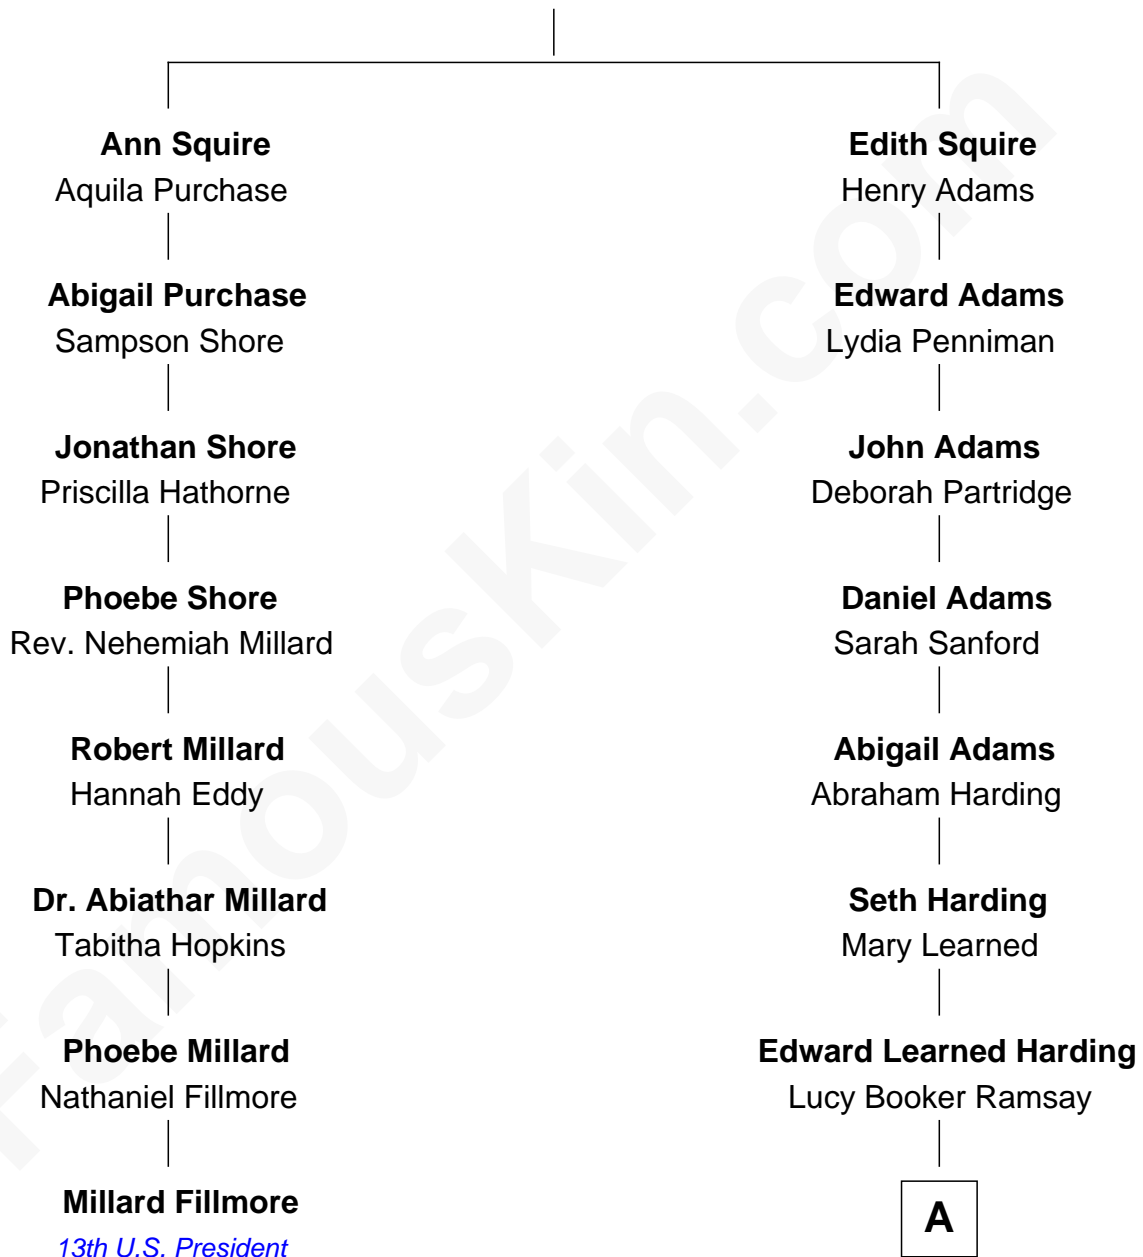 Ann Squire
Aquila Purchase
Abigail Purchase
Sampson Shore
Jonathan Shore
Priscilla Hathorne
Phoebe Shore
Rev. Nehemiah Millard
Robert Millard
Hannah Eddy
Dr. Abiathar Millard
Tabitha Hopkins
Phoebe Millard
Nathaniel Fillmore
Millard Fillmore
13th U.S. President
Edith Squire
Henry Adams
Edward Adams
Lydia Penniman
John Adams
Deborah Partridge
Daniel Adams
Sarah Sanford
Abigail Adams
Abraham Harding
Seth Harding
Mary Learned
Edward Learned Harding
Lucy Booker Ramsay
A
FamousKin.com